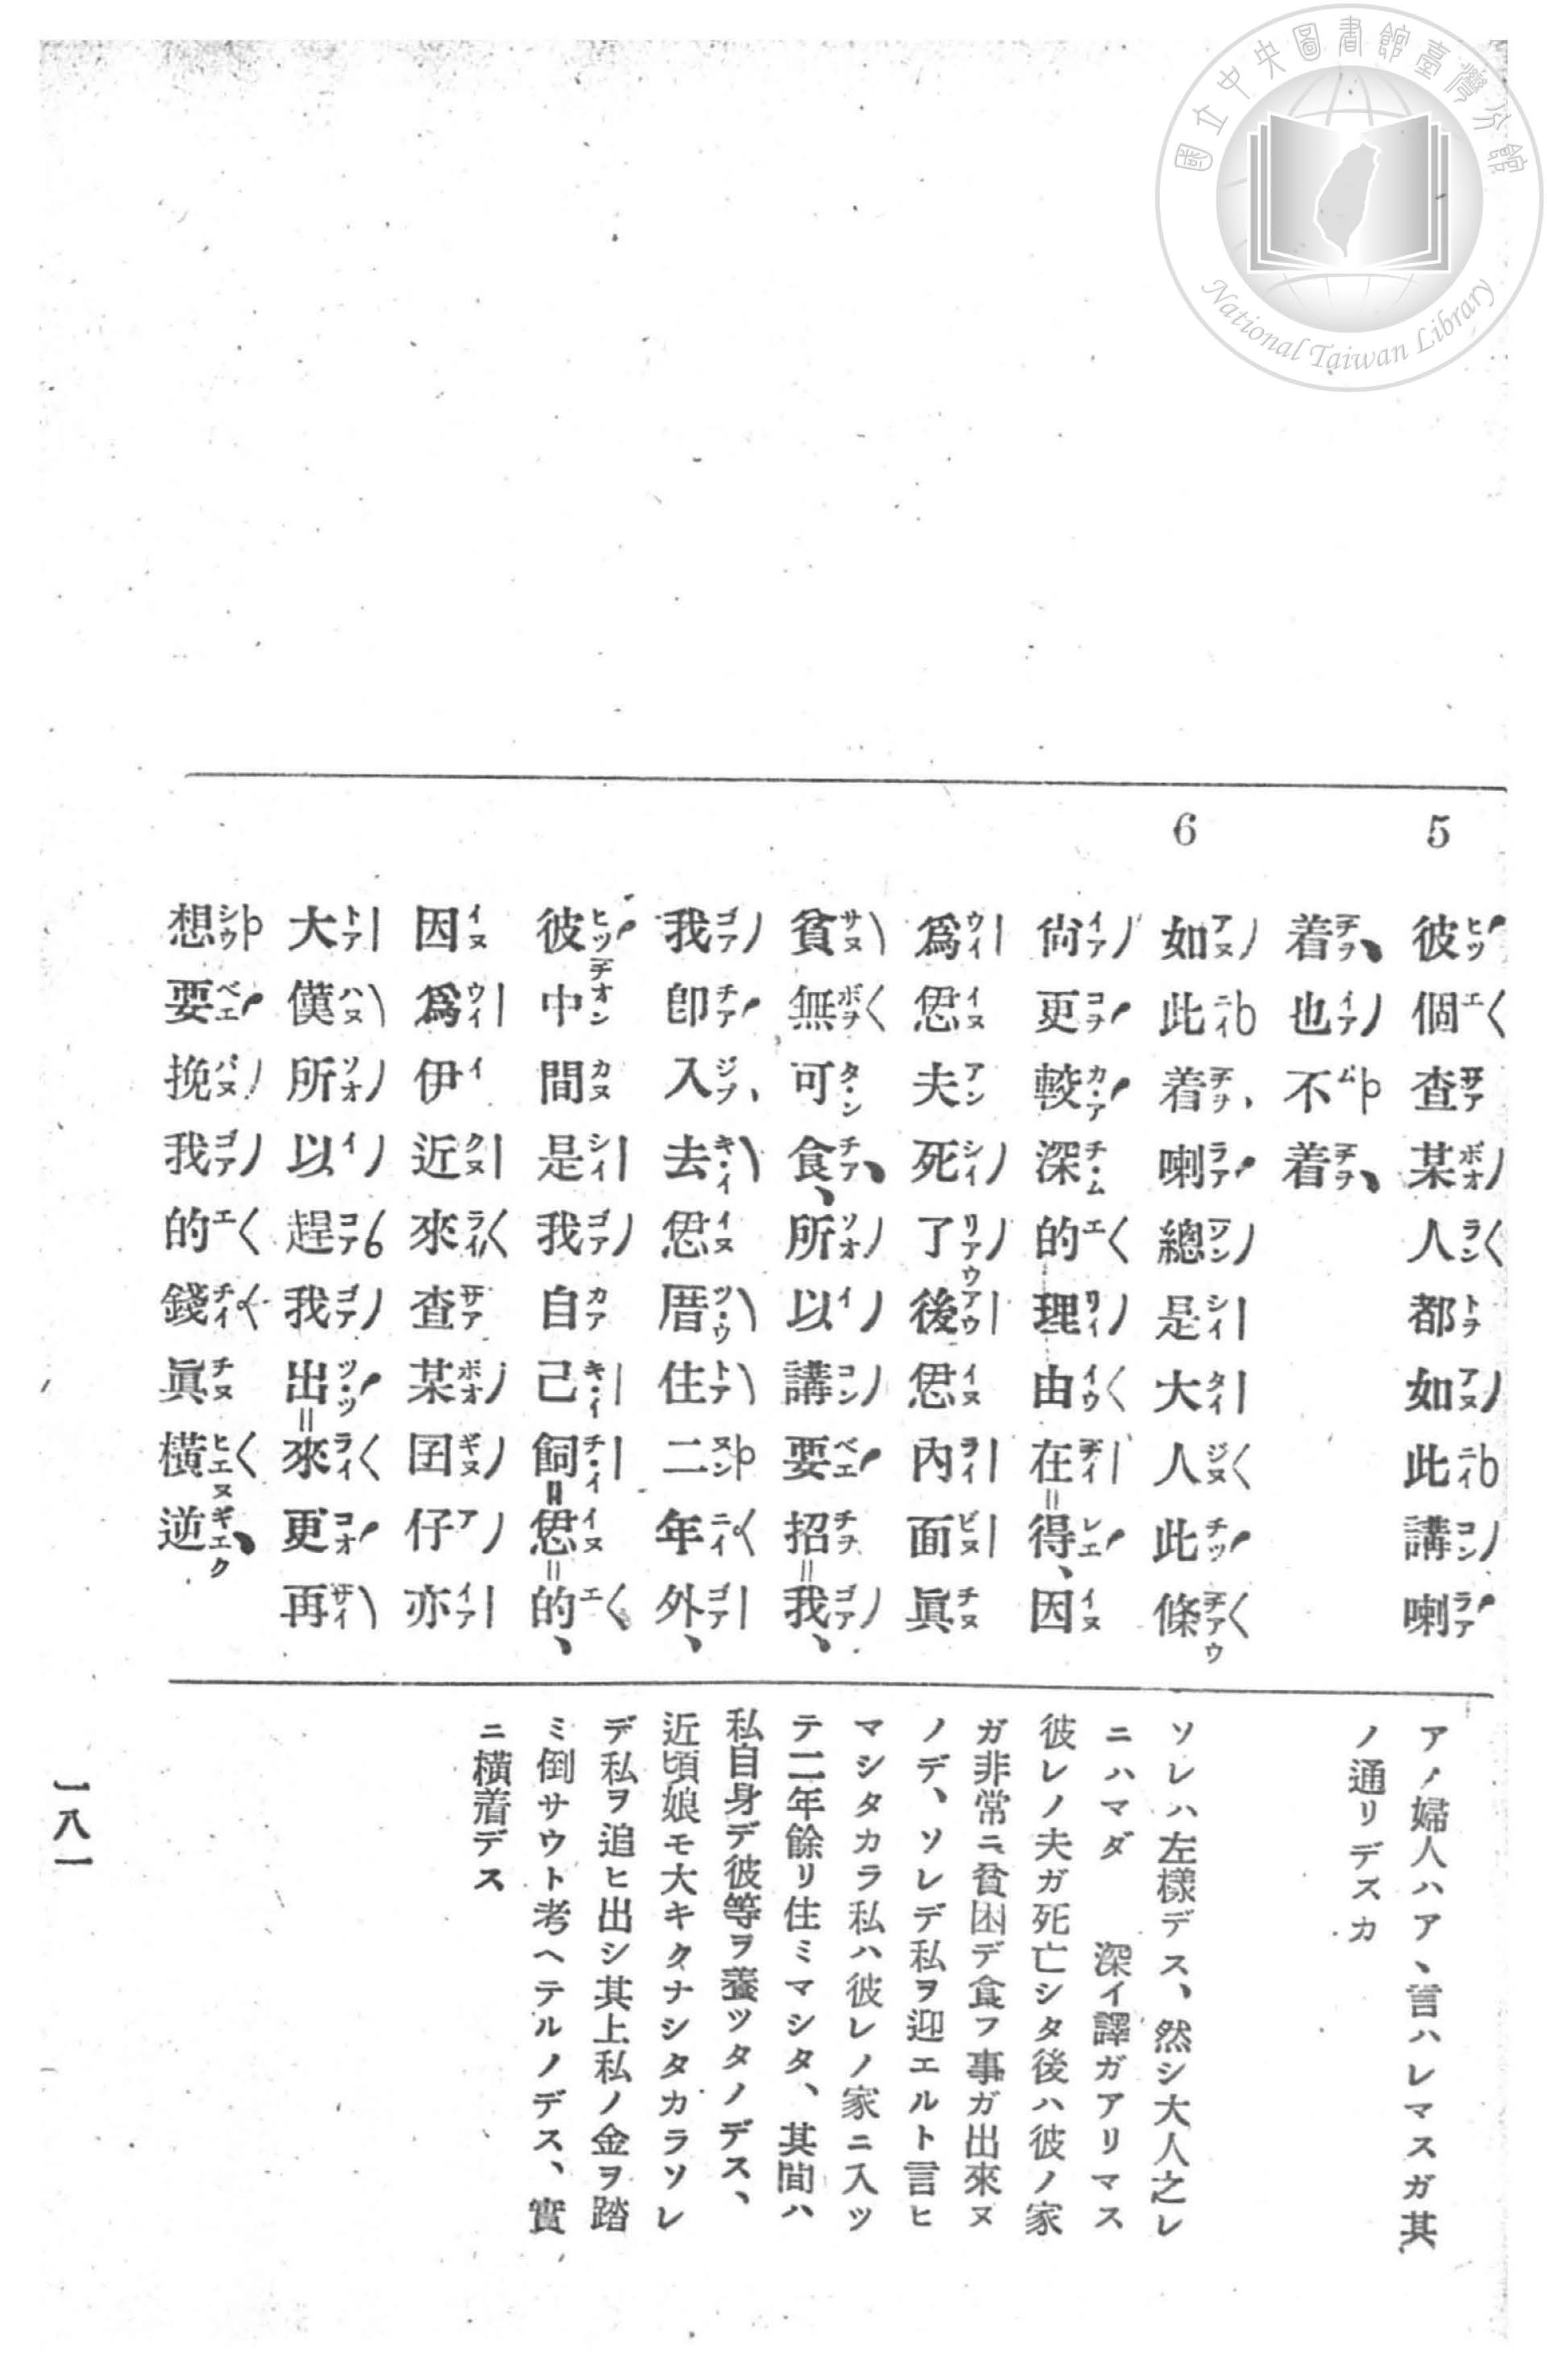 國立中央圖書館臺灣分館
National Taiwan Library
5
彼個查某人都如此講喇
着、也不着、
6
如此着、喇總是大人此條
尙更較深的理由在=得、因
爲恁夫死了後恁內面眞
貧無可食、所以講要招=我、
我卽入、去恁厝住二年外、
彼中間是我自己飼=恁=的、
因爲伊近來查某囝仔亦
大僕所以趕我出=來更再
想要挽我的錢眞橫逆、
アノ婦人ハア、言ハレマスガ其
ノ通リデスカ
ソレハ左樣デス、然シ大人之レ
ニハマダ 深イ譯ガアリマス
彼レノ夫ガ死亡シタ後ハ彼ノ家
ガ非常ニ貧困デ食フ事ガ出來ヌ
ノデ、ソレデ私ヲ迎エルト言ヒ
マシタカラ私ハ彼レノ家ニ入ツ
テ二年餘リ住ミマシタ、其間ハ
私自身デ彼等ヲ養ツタノデス、
近頃娘モ大キクナシタカラソレ
デ私ヲ追ヒ出シ其上私ノ金ヲ踏
ミ倒サウト考ヘテルノデス、實
ニ橫着デス
一八一